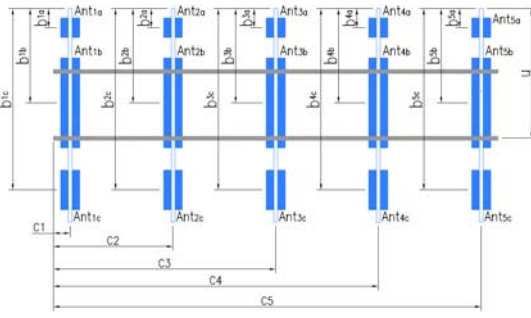 Ant1a Ant2a Ant3a Ant4a Ant5a
b1a b2a b3a b4a b5a
Ant1b Ant2b Ant3b Ant4b Ant5b
b1b b2b b3b b4b b5b
b1c b2c b3c b4c b5c
u
Ant1c Ant2c Ant3c Ant4c Ant5c
C1
C2
C3
C4
C5